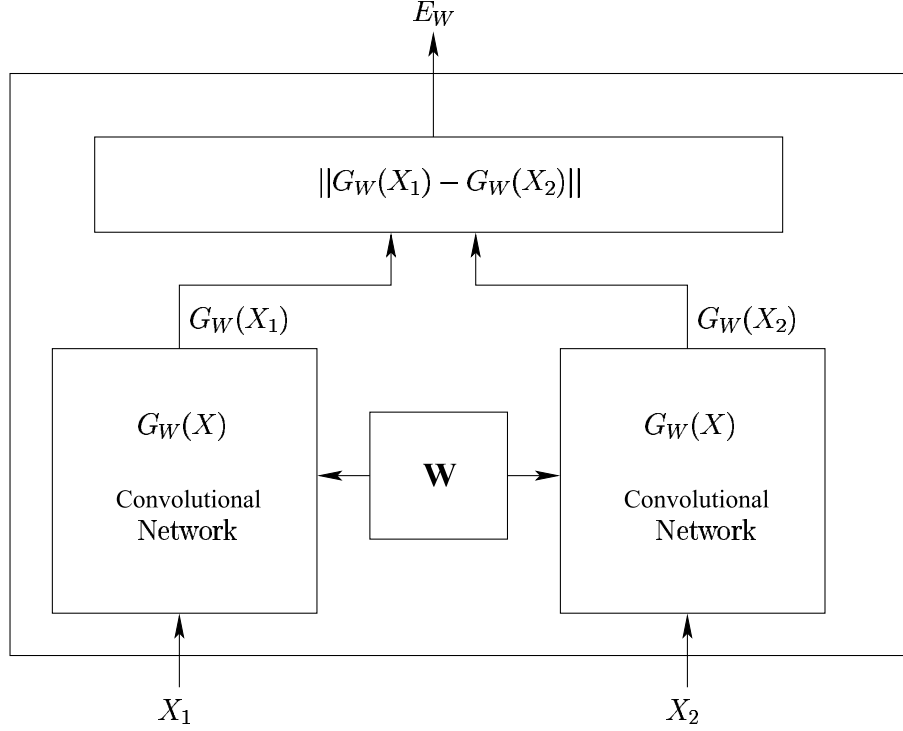 E_W
||G_W(X_1) – G_W(X_2)||
G_W(X_1)
G_W(X_2)
G_W(X)
Convolutional
Network
W
G_W(X)
Convolutional
Network
X_1
X_2